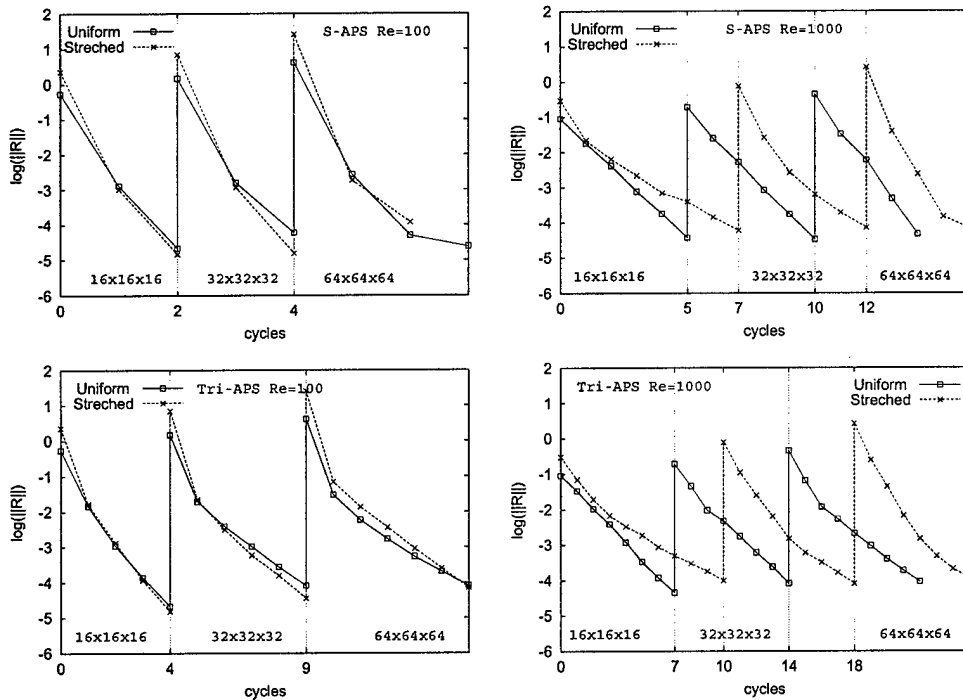 2
1
0
-1
-2
-3
-4
-5
-6
log(||R||)
Uniform
Streched
S-APS Re=100
16x16x16
32x32x32
64x64x64
0
2
4
cycles
2
1
0
-1
-2
-3
-4
-5
-6
log(||R||)
Uniform
Streched
S-APS Re=1000
16x16x16
32x32x32
64x64x64
0
5
7
10
12
cycles
2
1
0
-1
-2
-3
-4
-5
-6
log(||R||)
Uniform
Streched
Tri-APS Re=100
16x16x16
32x32x32
64x64x64
0
4
9
cycles
2
1
0
-1
-2
-3
-4
-5
-6
log(||R||)
Tri-APS Re=1000
Uniform
Streched
16x16x16
32x32x32
64x64x64
0
7
10
14
18
cycles